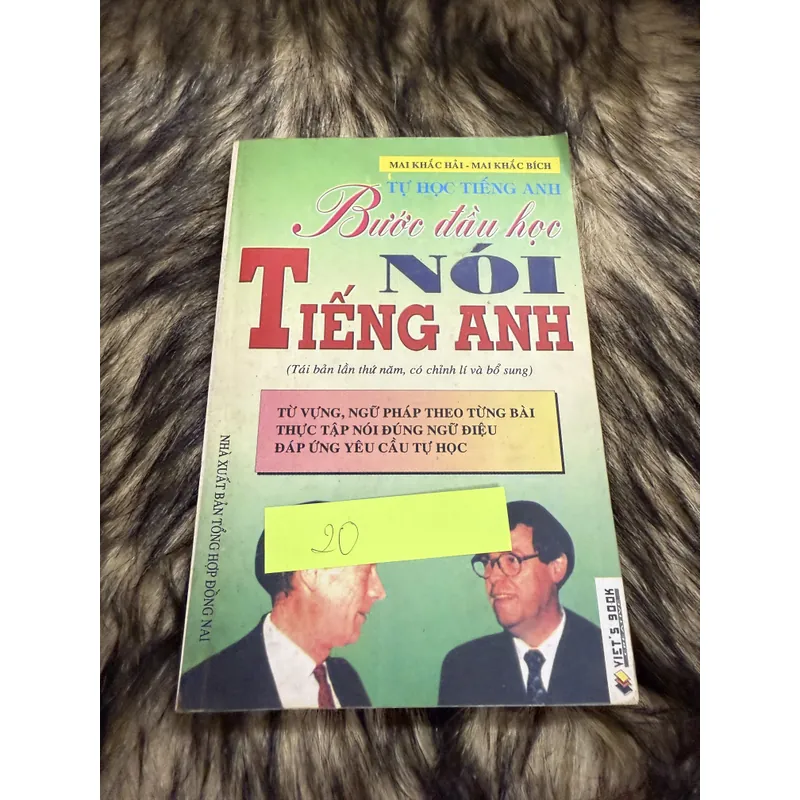 MAI KHẮC HẢI - MAI KHẮC BÍCH
TỰ HỌC TIẾNG ANH
Bước đầu học
NÓI
TIẾNG ANH
(Tái bản lần thứ năm, có chỉnh lí và bổ sung)
TỪ VỰNG, NGỮ PHÁP THEO TỪNG BÀI
THỰC TẬP NÓI ĐÚNG NGỮ ĐIỆU
ĐÁP ỨNG YÊU CẦU TỰ HỌC
NHÀ XUẤT BẢN TỔNG HỢP ĐỒNG NAI
20
VIET'S BOOK